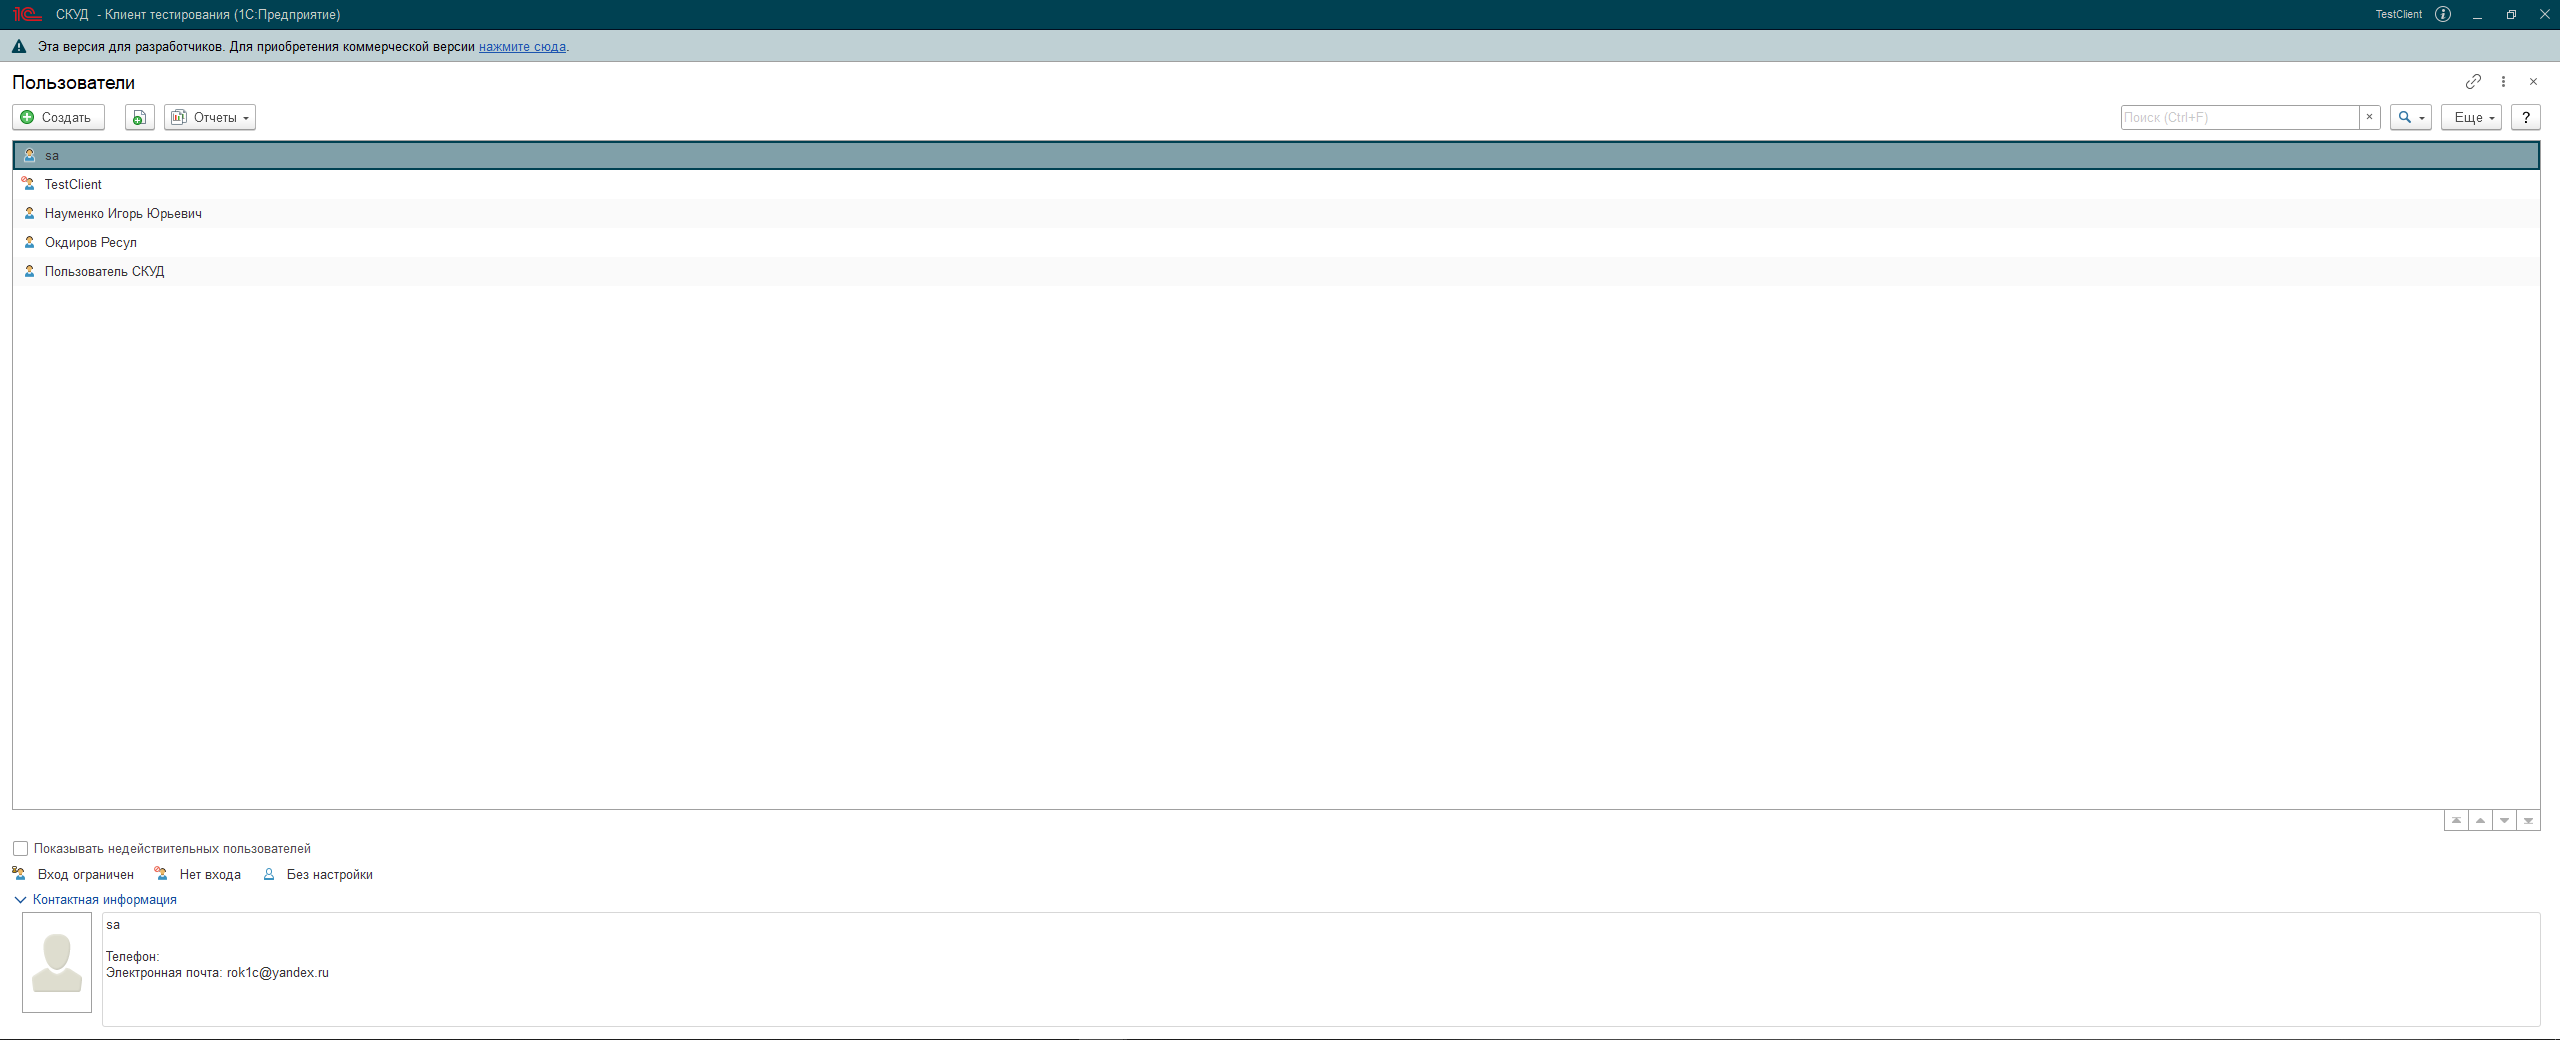 1С СКУД - Клиент тестирования (1С:Предприятие) TestClient
Эта версия для разработчиков. Для приобретения коммерческой версии нажмите сюда.
Пользователи
Создать Отчеты Поиск (Ctrl+F) × Еще ?
sa
TestClient
Науменко Игорь Юрьевич
Окдиров Ресул
Пользователь СКУД
Показывать недействительных пользователей
Вход ограничен Нет входа Без настройки
Контактная информация
sa
Телефон:
Электронная почта: rok1c@yandex.ru